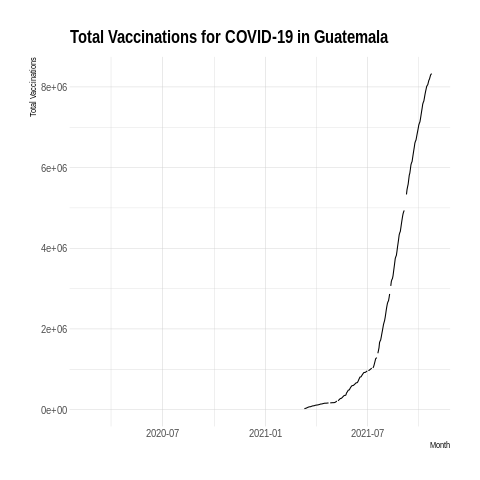 Total Vaccinations for COVID-19 in Guatemala
Total Vaccinations
8e+06
6e+06
4e+06
2e+06
0e+00
2020-07
2021-01
2021-07
Month